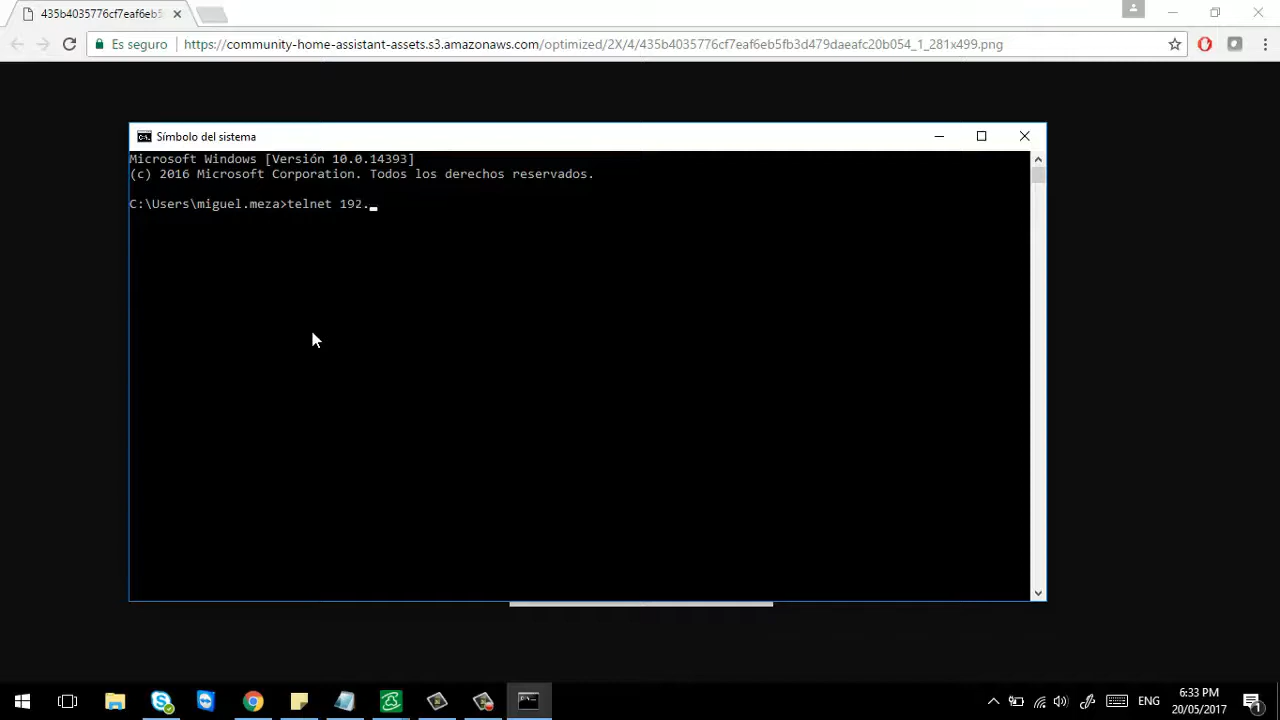 435b4035776cf7eaf6eb5
Es seguro
https://community-home-assistant-assets.s3.amazonaws.com/optimized/2X/4/435b4035776cf7eaf6eb5fb3d479daeafc20b054_1_281x499.png
Símbolo del sistema
Microsoft Windows [Versión 10.0.14393]
(c) 2016 Microsoft Corporation. Todos los derechos reservados.
C:\Users\miguel.meza>telnet 192._
ENG
6:33 PM
20/05/2017
1